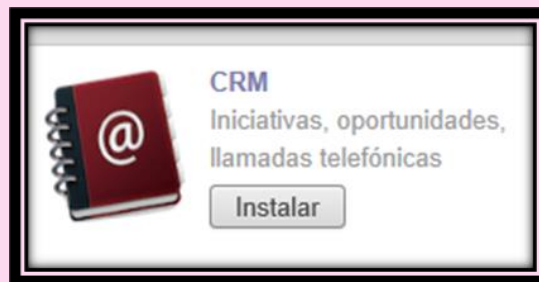 @
CRM
Iniciativas, oportunidades,
llamadas telefónicas
Instalar